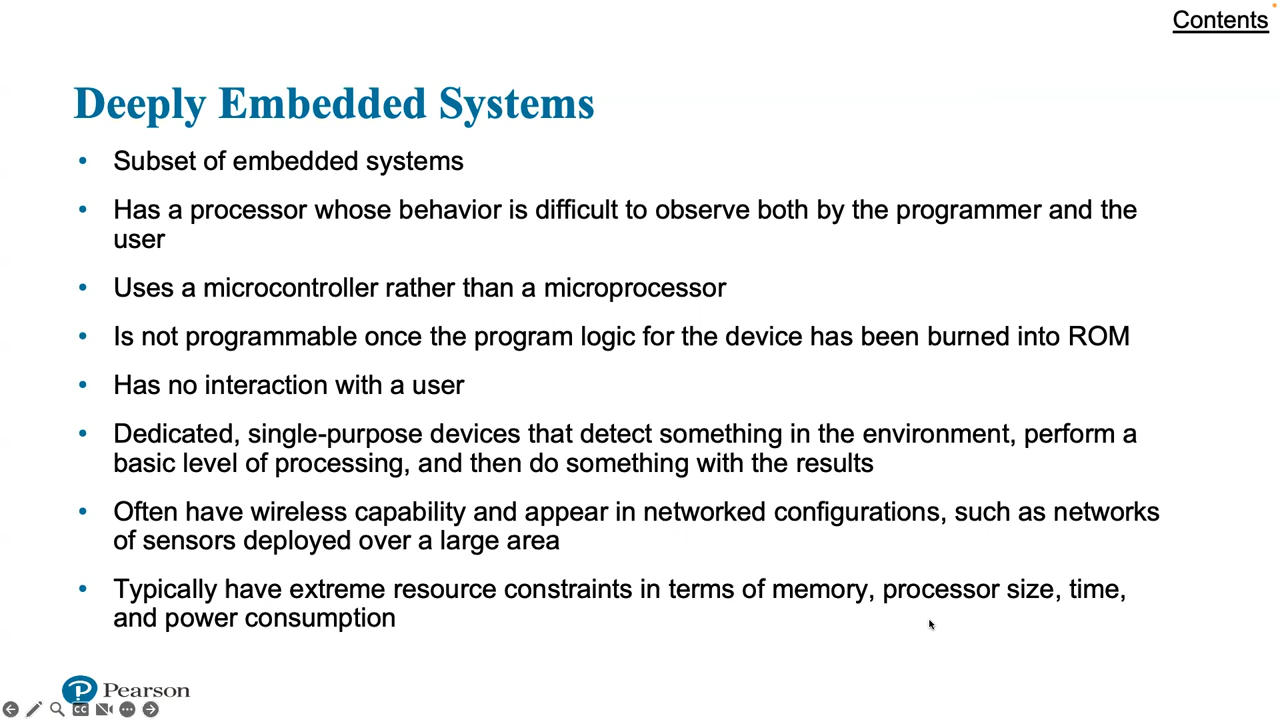 Contents
Deeply Embedded Systems
• Subset of embedded systems
• Has a processor whose behavior is difficult to observe both by the programmer and the
user
• Uses a microcontroller rather than a microprocessor
• Is not programmable once the program logic for the device has been burned into ROM
• Has no interaction with a user
• Dedicated, single-purpose devices that detect something in the environment, perform a
basic level of processing, and then do something with the results
• Often have wireless capability and appear in networked configurations, such as networks
of sensors deployed over a large area
• Typically have extreme resource constraints in terms of memory, processor size, time,
and power consumption
P Pearson
CC